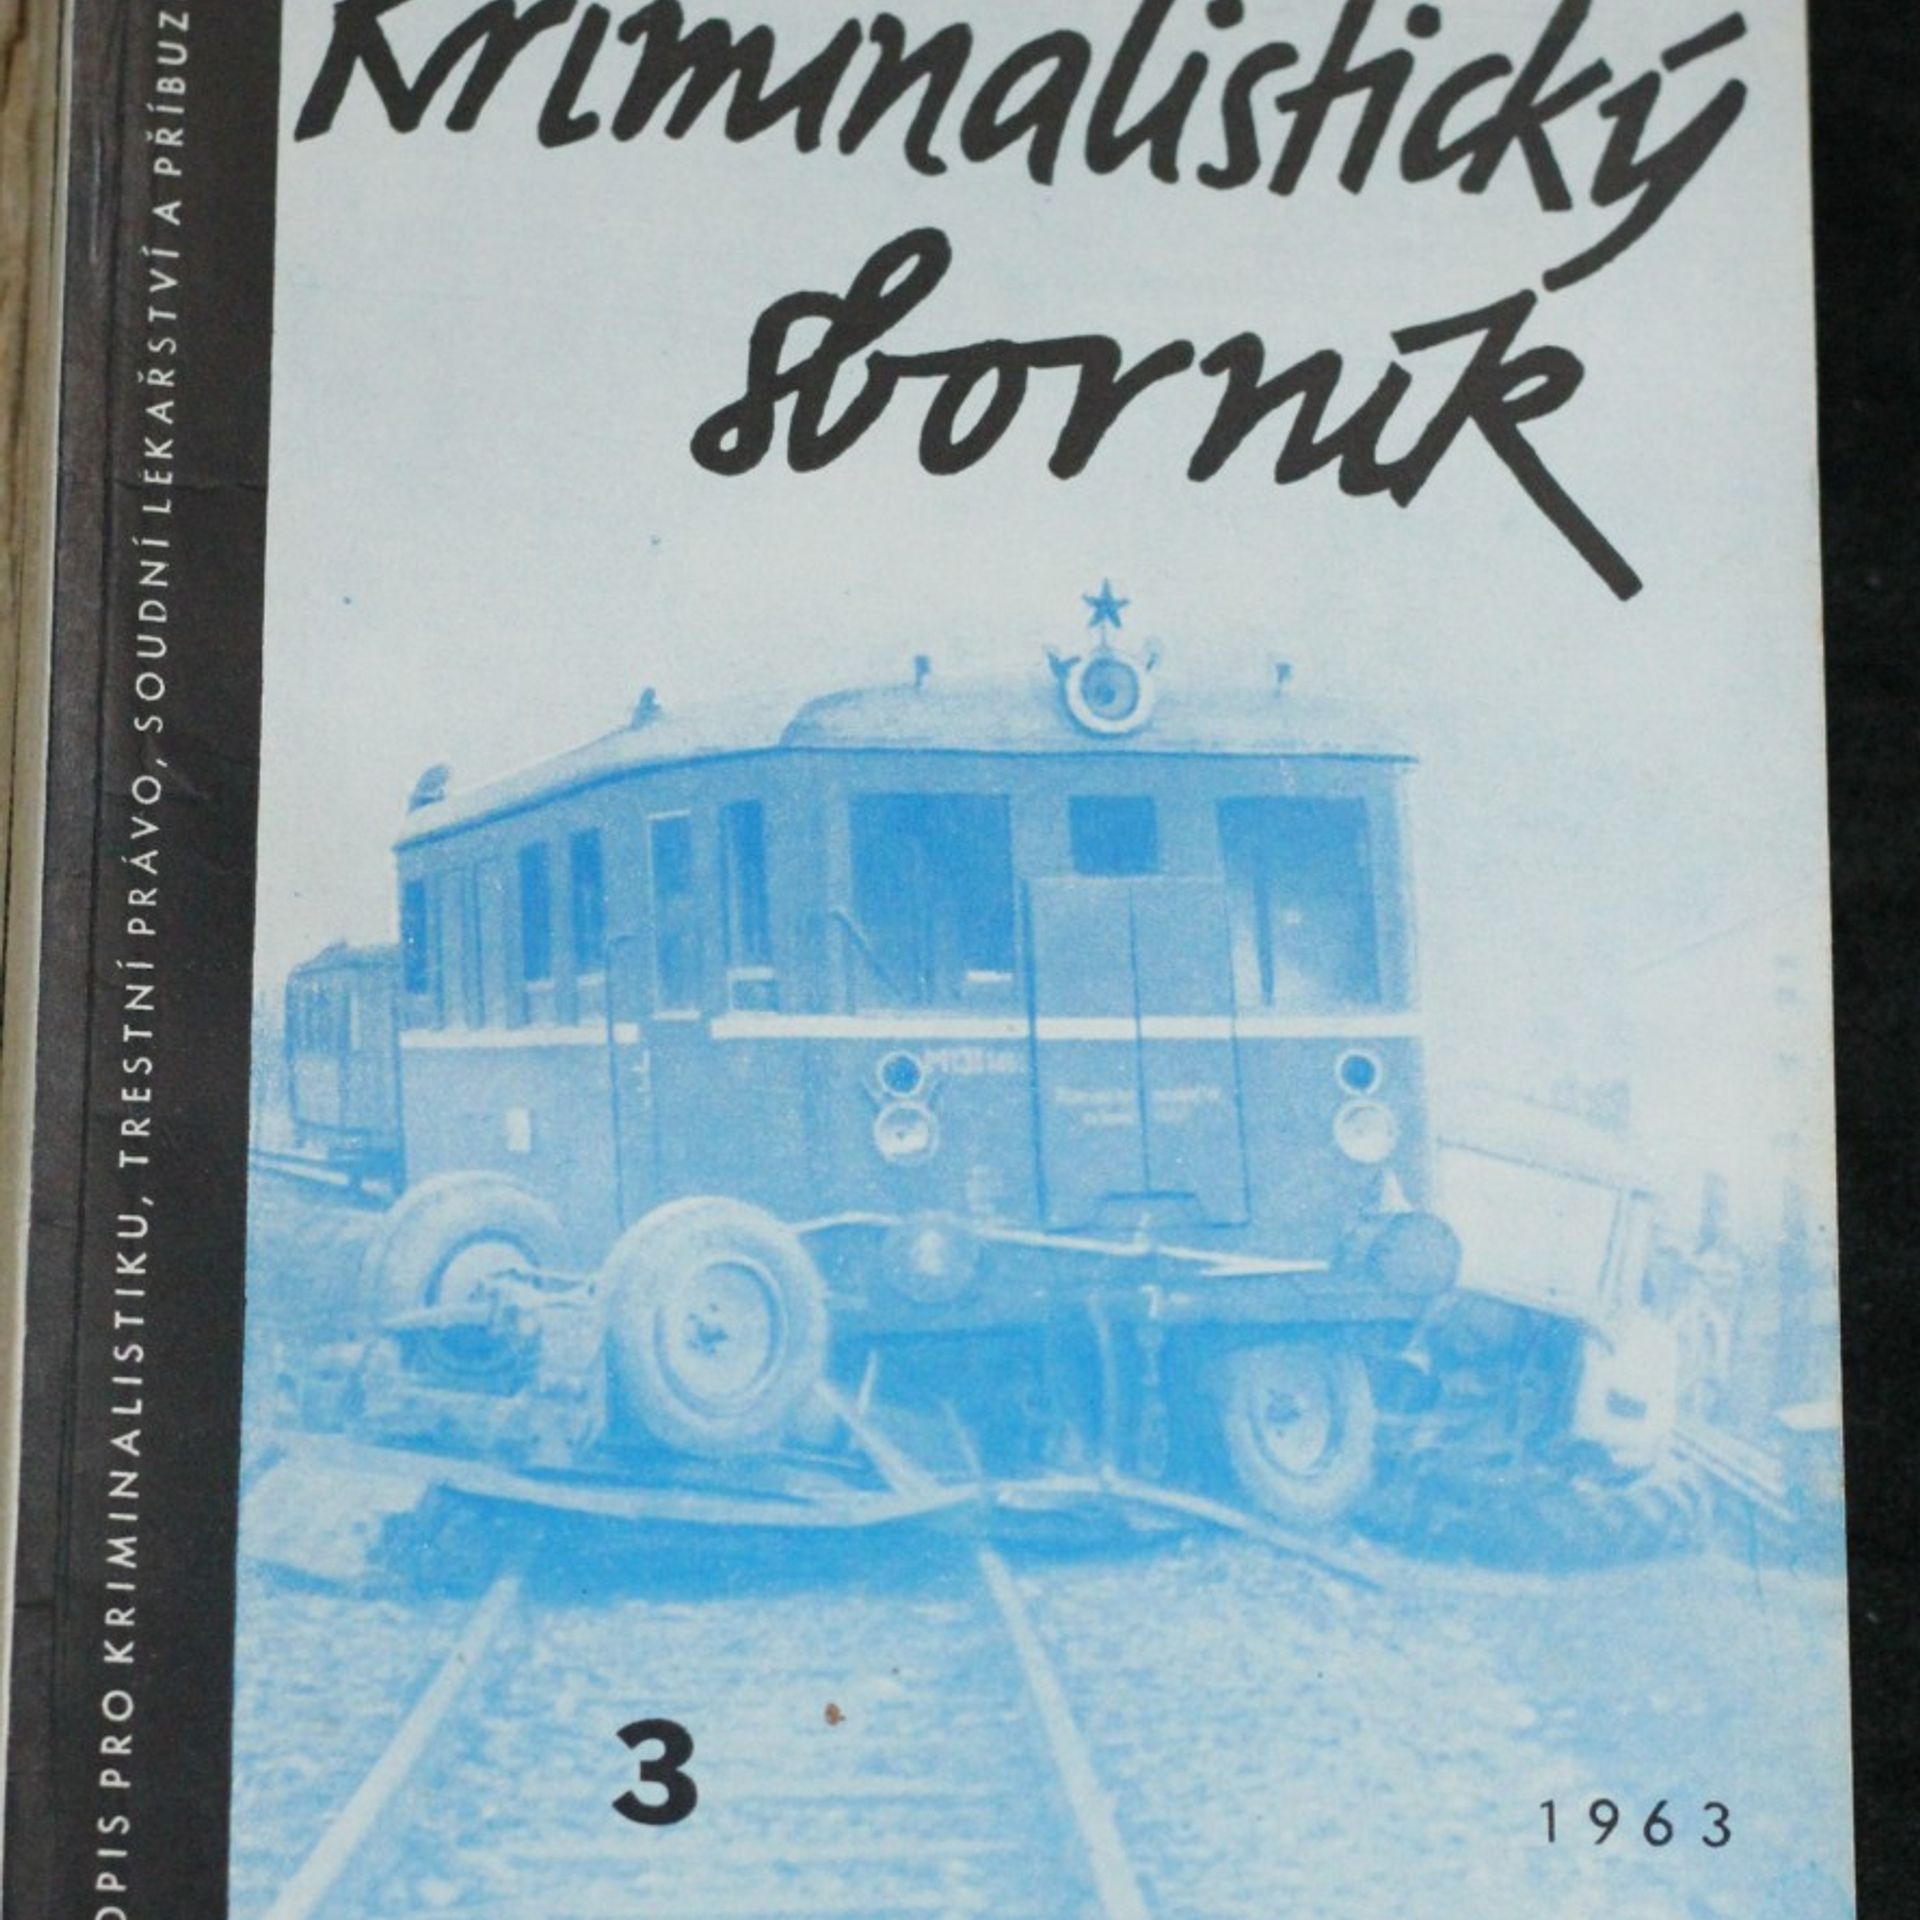 Kriminalistický
sborník
OPIS PRO KRIMINALISTIKU, TRESTNÍ PRÁVO, SOUDNÍ LÉKAŘSTVÍ A PŘÍBUZ
3
1963